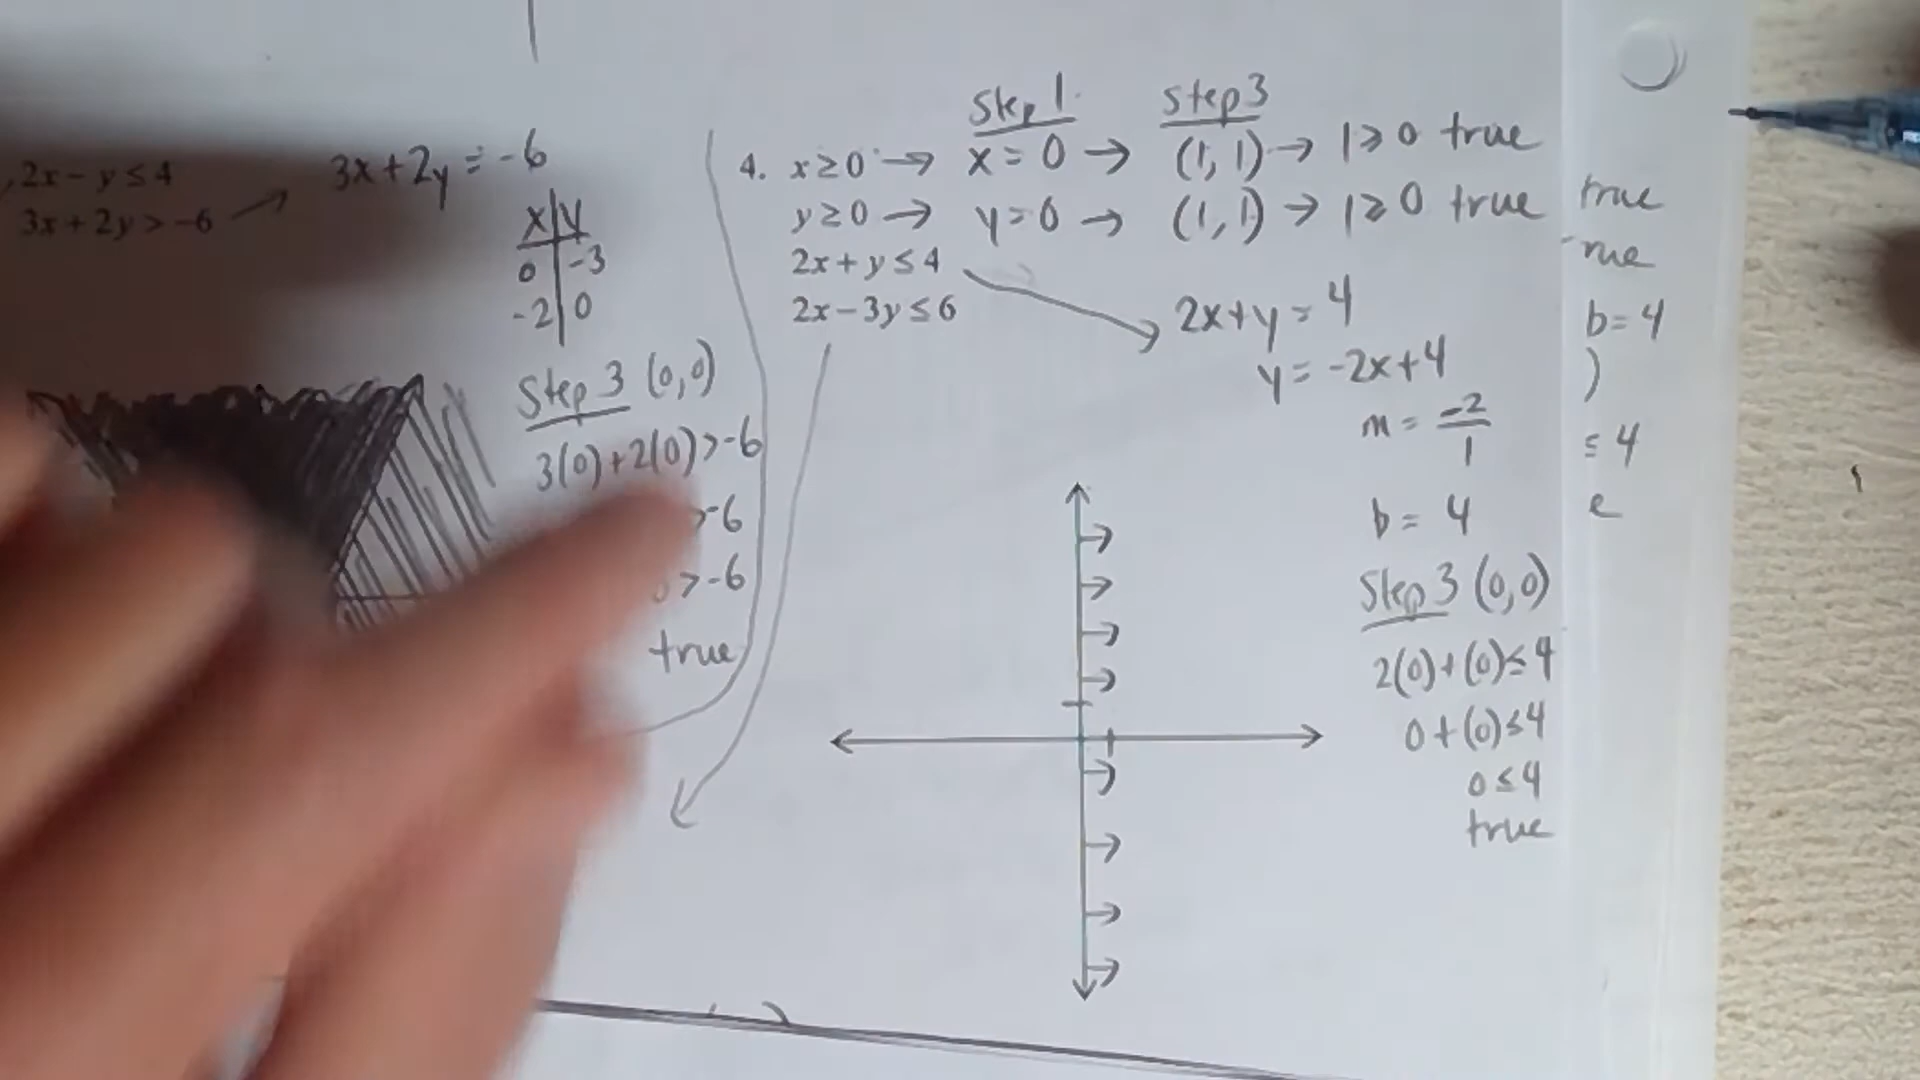 2x − y ≤ 4
3x + 2y > −6
3x+2y = -6
x y
0 -3
-2 0
Step 3 (0,0)
3(0)+2(0)>-6
>-6
>-6
true
4. x ≥ 0 → Step 1 x = 0 → Step 3 (1,1) → 1≥0 true
y ≥ 0 → y = 0 → (1,1) → 1≥0 true
2x + y ≤ 4
2x − 3y ≤ 6
2x+y = 4
y = -2x+4
m = -2/1
b = 4
Step 3 (0,0)
2(0)+(0)≤4
0+(0)≤4
0≤4
true
true
rue
b=4
)
≤ 4
e